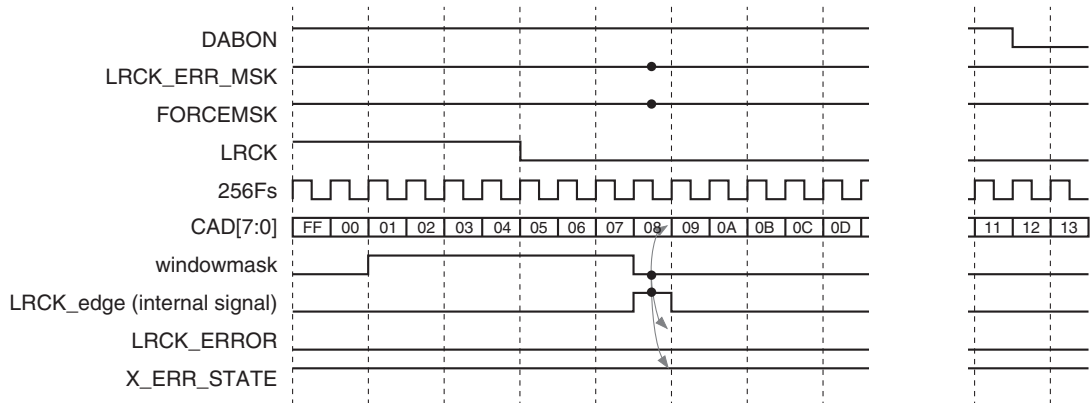 DABON
LRCK_ERR_MSK
FORCEMSK
LRCK
256Fs
CAD[7:0] FF 00 01 02 03 04 05 06 07 08 09 0A 0B 0C 0D 11 12 13
windowmask
LRCK_edge (internal signal)
LRCK_ERROR
X_ERR_STATE